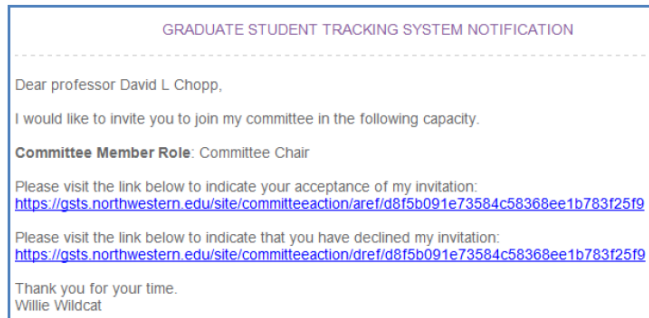 GRADUATE STUDENT TRACKING SYSTEM NOTIFICATION
Dear professor David L Chopp,
I would like to invite you to join my committee in the following capacity.
Committee Member Role: Committee Chair
Please visit the link below to indicate your acceptance of my invitation:
https://gsts.northwestern.edu/site/committeeaction/aref/d8f5b091e73584c58368ee1b783f25f9
Please visit the link below to indicate that you have declined my invitation:
https://gsts.northwestern.edu/site/committeeaction/dref/d8f5b091e73584c58368ee1b783f25f9
Thank you for your time.
Willie Wildcat